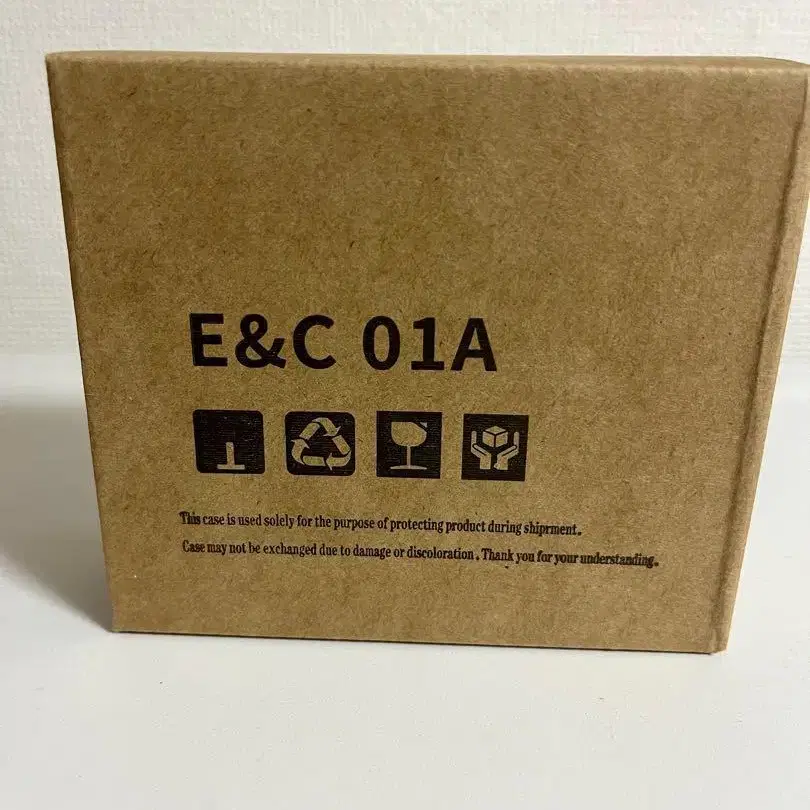 E&C 01A
This case is used solely for the purpose of protecting product during shiprment.
Case may not be exchanged due to damage or discoloration. Thank you for your understanding.